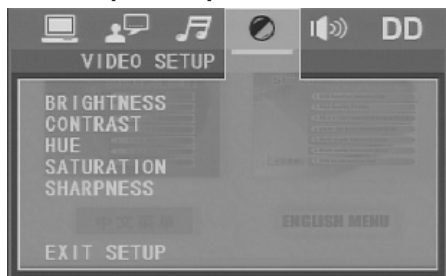 DD
VIDEO SETUP
BRIGHTNESS
CONTRAST
HUE
SATURATION
SHARPNESS
ENGLISH MENU
EXIT SETUP